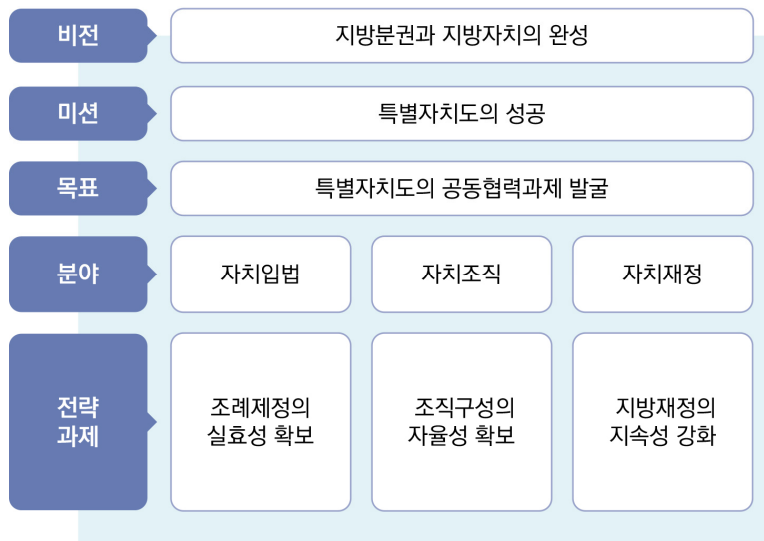 비전
지방분권과 지방자치의 완성
미션
특별자치도의 성공
목표
특별자치도의 공동협력과제 발굴
분야
자치입법
자치조직
자치재정
전략
과제
조례제정의
실효성 확보
조직구성의
자율성 확보
지방재정의
지속성 강화